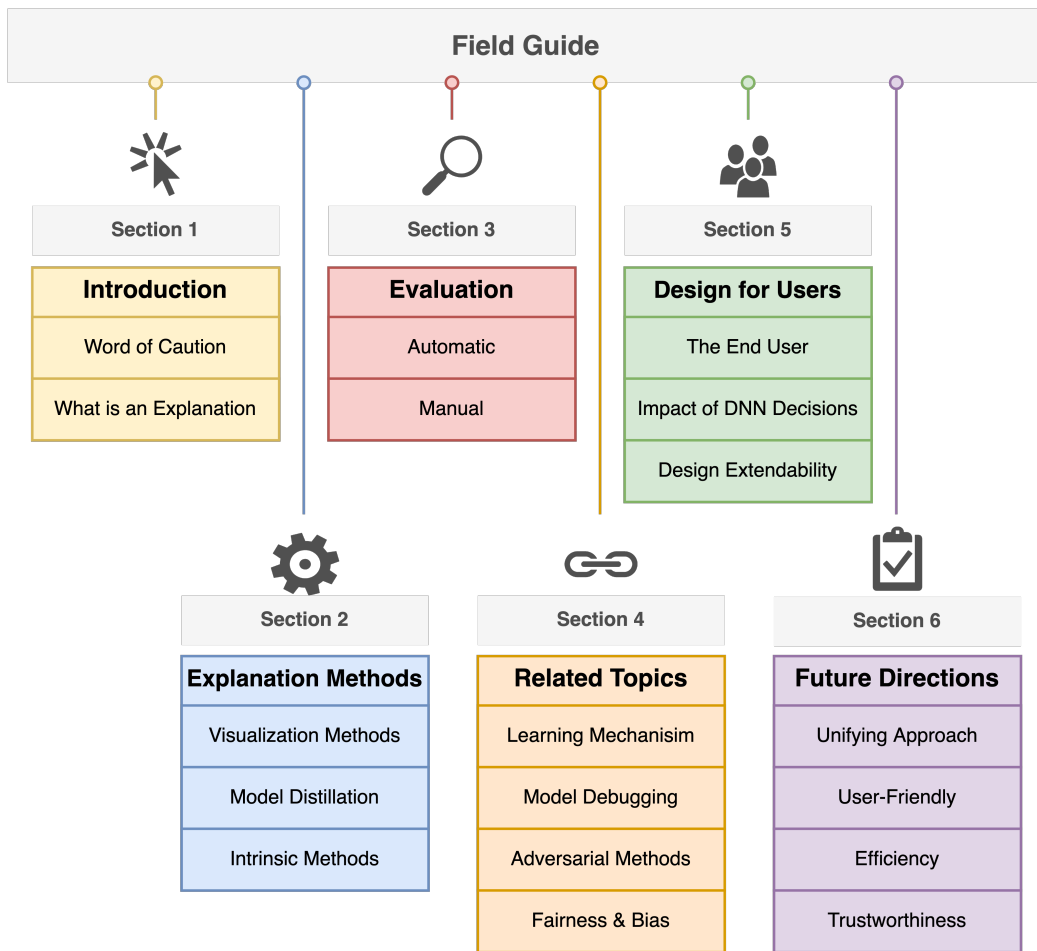 Field Guide
Section 1
Introduction
Word of Caution
What is an Explanation
Section 2
Explanation Methods
Visualization Methods
Model Distillation
Intrinsic Methods
Section 3
Evaluation
Automatic
Manual
Section 4
Related Topics
Learning Mechanisim
Model Debugging
Adversarial Methods
Fairness & Bias
Section 5
Design for Users
The End User
Impact of DNN Decisions
Design Extendability
Section 6
Future Directions
Unifying Approach
User-Friendly
Efficiency
Trustworthiness